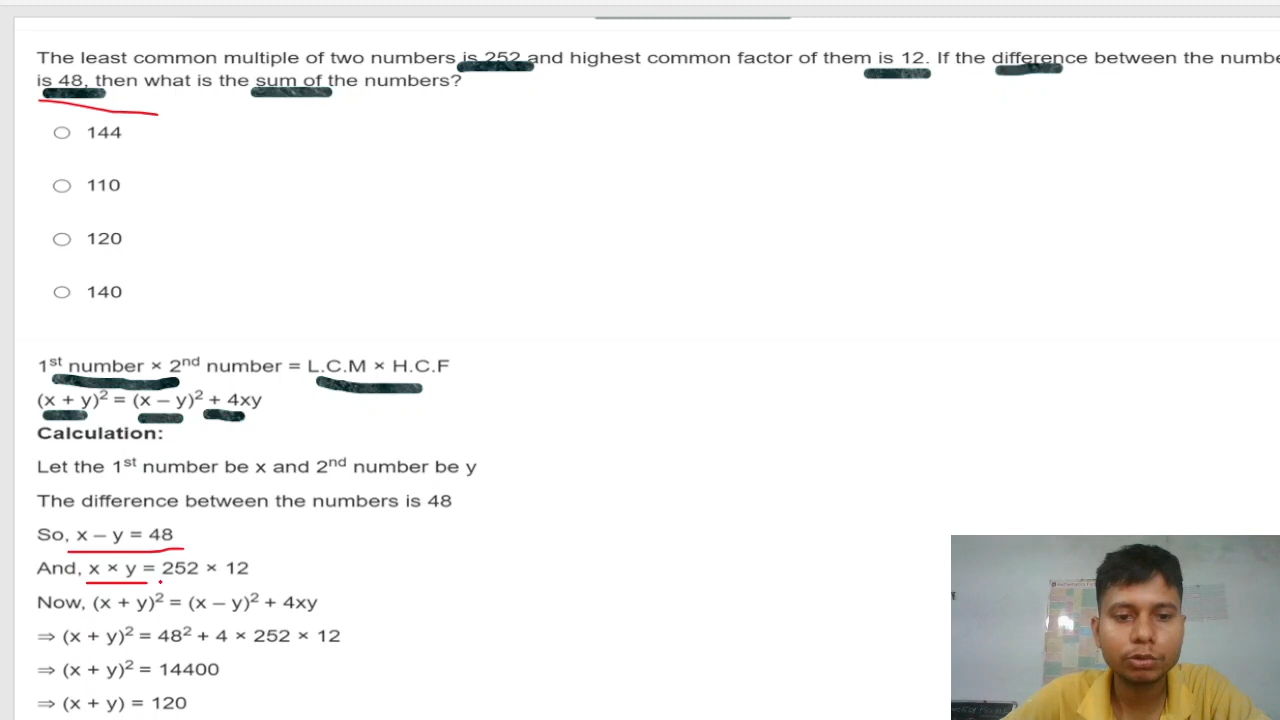 The least common multiple of two numbers is 252 and highest common factor of them is 12. If the difference between the numbe
is 48, then what is the sum of the numbers?
144
110
120
140
1st number × 2nd number = L.C.M × H.C.F
(x + y)² = (x – y)² + 4xy
Calculation:
Let the 1st number be x and 2nd number be y
The difference between the numbers is 48
So, x – y = 48
And, x × y = 252 × 12
Now, (x + y)² = (x – y)² + 4xy
⇒ (x + y)² = 48² + 4 × 252 × 12
⇒ (x + y)² = 14400
⇒ (x + y) = 120